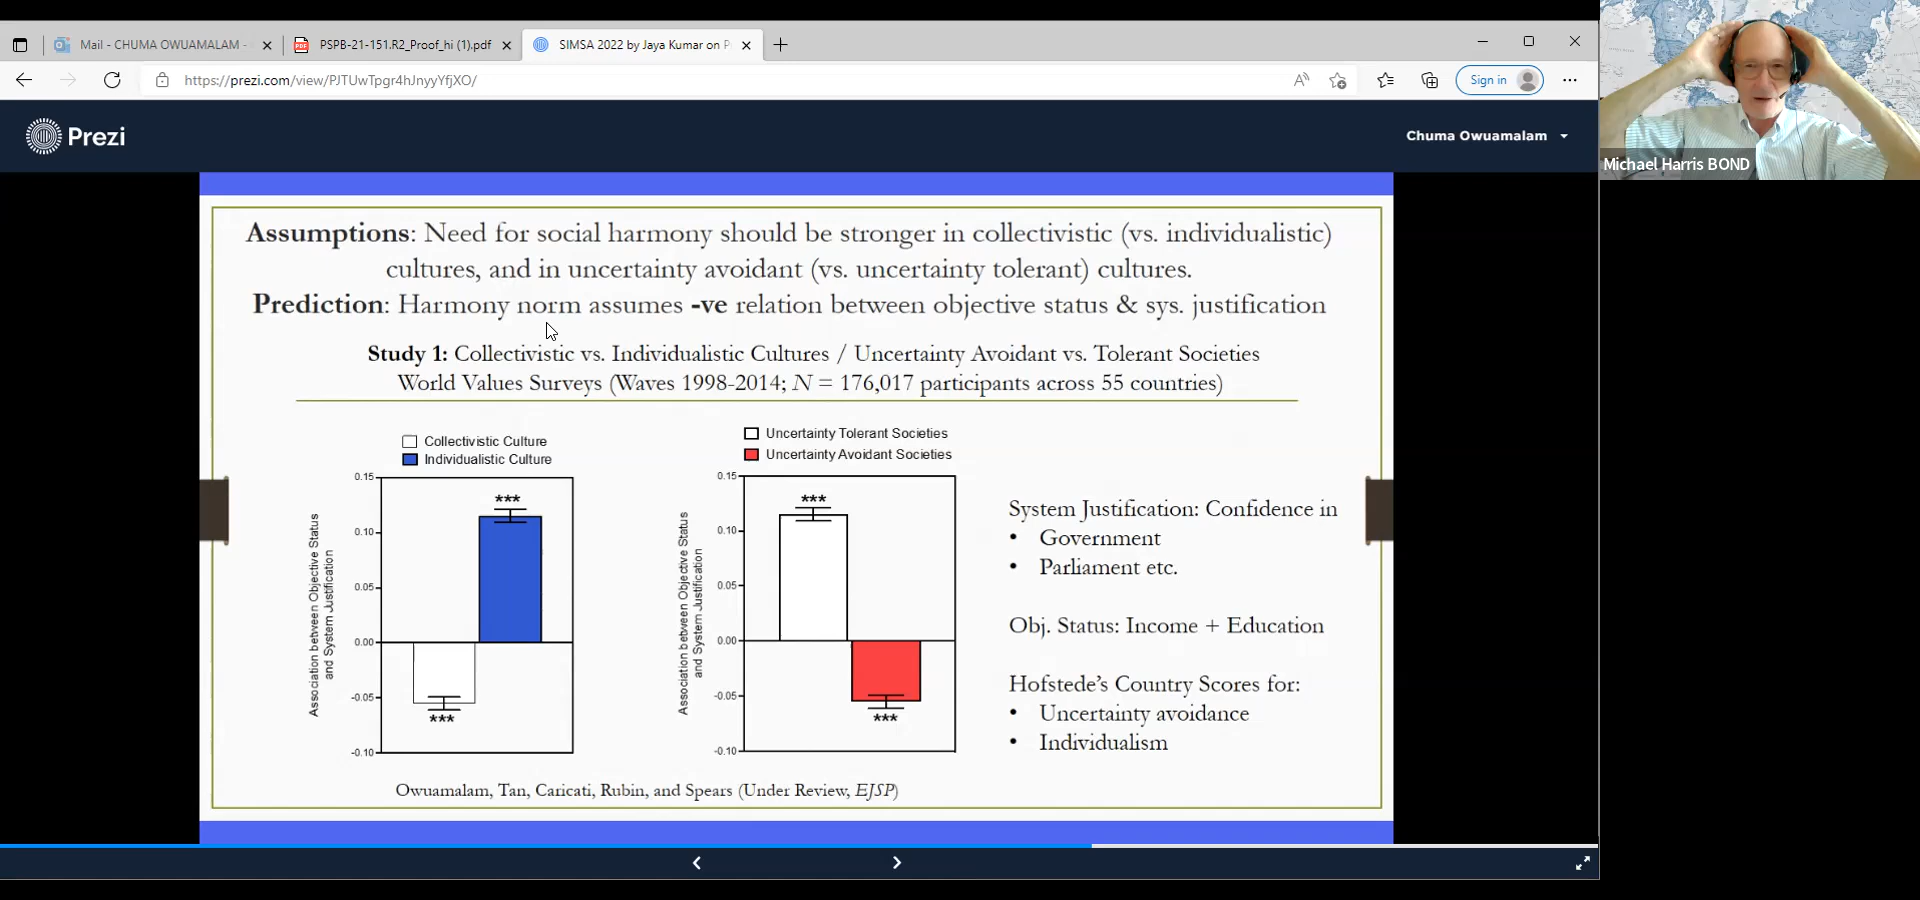 Mail - CHUMA OWUAMALAM -
PSPB-21-151.R2_Proof_hi (1).pdf
SIMSA 2022 by Jaya Kumar on P
https://prezi.com/view/PJTUwTpgr4hJnyyYfjXO/
Sign in
Prezi
Chuma Owuamalam
Michael Harris BOND
Assumptions: Need for social harmony should be stronger in collectivistic (vs. individualistic)
cultures, and in uncertainty avoidant (vs. uncertainty tolerant) cultures.
Prediction: Harmony norm assumes -ve relation between objective status & sys. justification
Study 1: Collectivistic vs. Individualistic Cultures / Uncertainty Avoidant vs. Tolerant Societies
World Values Surveys (Waves 1998-2014; N = 176,017 participants across 55 countries)
Collectivistic Culture
Individualistic Culture
0.15
0.10
0.05
0.00
-0.05
-0.10
***
***
Association between Objective Status
and System Justification
Uncertainty Tolerant Societies
Uncertainty Avoidant Societies
0.15
0.10
0.05
0.00
-0.05
-0.10
***
***
Association between Objective Status
and System Justification
System Justification: Confidence in
• Government
• Parliament etc.
Obj. Status: Income + Education
Hofstede's Country Scores for:
• Uncertainty avoidance
• Individualism
Owuamalam, Tan, Caricati, Rubin, and Spears (Under Review, EJSP)